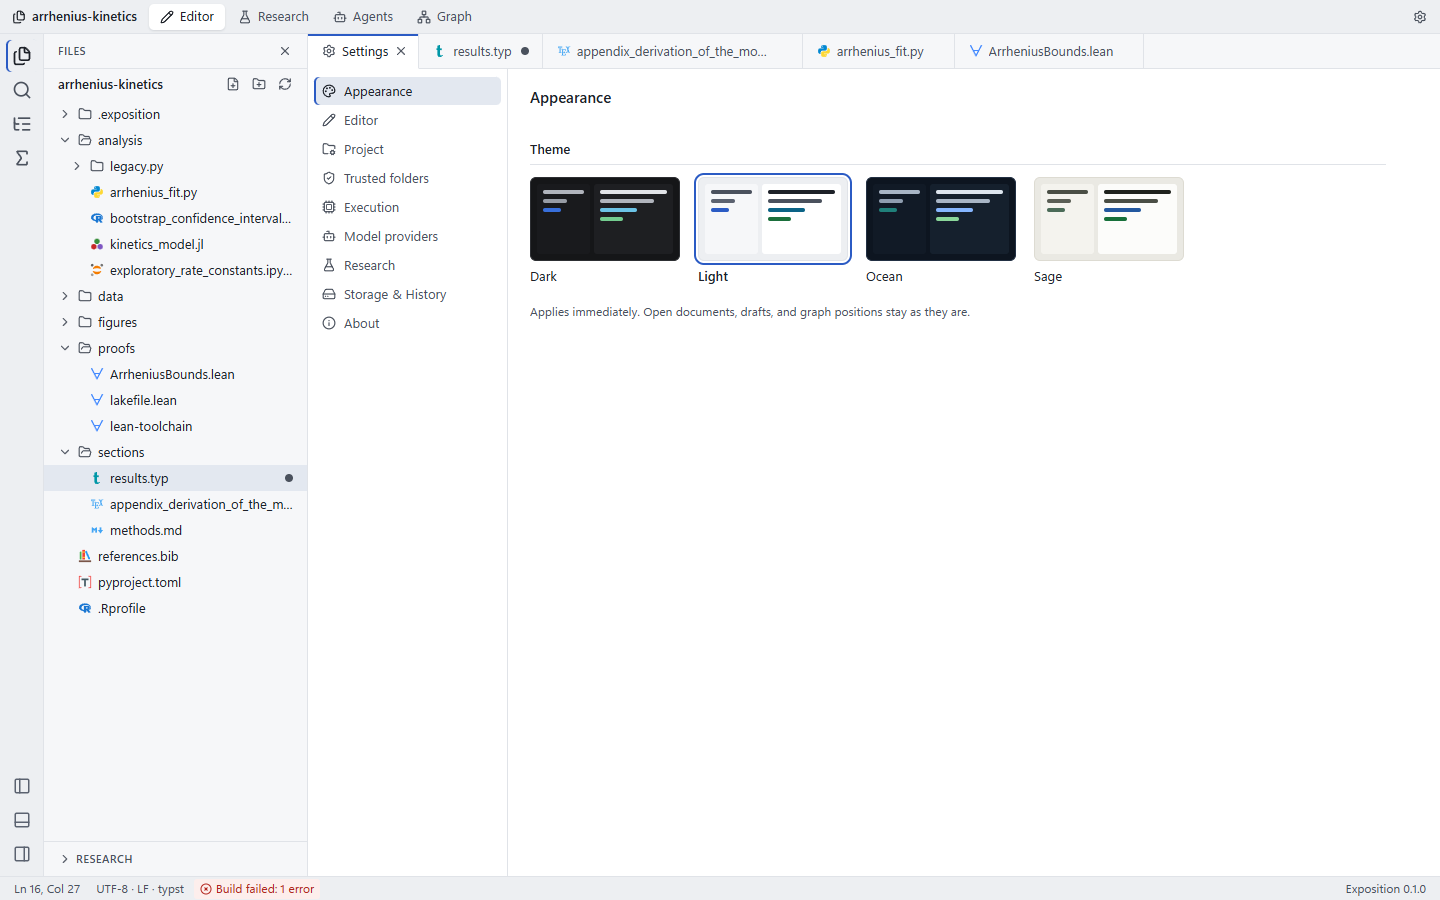 arrhenius-kinetics
Editor
Research
Agents
Graph
FILES
Settings
results.typ
appendix_derivation_of_the_mo...
arrhenius_fit.py
ArrheniusBounds.lean
arrhenius-kinetics
.exposition
analysis
legacy.py
arrhenius_fit.py
bootstrap_confidence_interval...
kinetics_model.jl
exploratory_rate_constants.ipy...
data
figures
proofs
ArrheniusBounds.lean
lakefile.lean
lean-toolchain
sections
results.typ
appendix_derivation_of_the_m...
methods.md
references.bib
pyproject.toml
.Rprofile
RESEARCH
Appearance
Editor
Project
Trusted folders
Execution
Model providers
Research
Storage & History
About
Appearance
Theme
Dark
Light
Ocean
Sage
Applies immediately. Open documents, drafts, and graph positions stay as they are.
Ln 16, Col 27
UTF-8 · LF · typst
Build failed: 1 error
Exposition 0.1.0